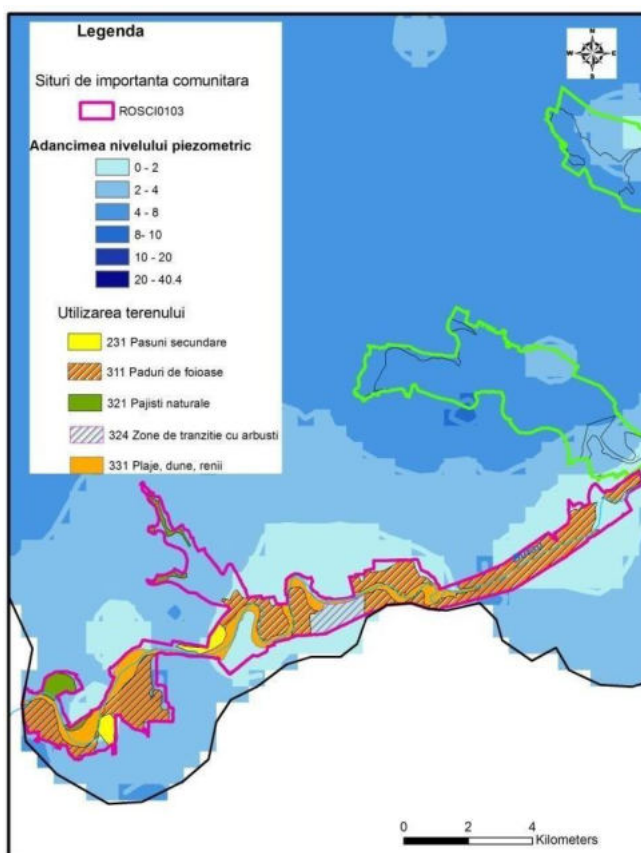 Legenda
Situri de importanta comunitara
ROSCI0103
Adancimea nivelului piezometric
0 - 2
2 - 4
4 - 8
8- 10
10 - 20
20 - 40.4
Utilizarea terenului
231 Pasuni secundare
311 Paduri de foioase
321 Pajisti naturale
324 Zone de tranzitie cu arbusti
331 Plaje, dune, renii
N
W
E
S
0 2 4
Kilometers